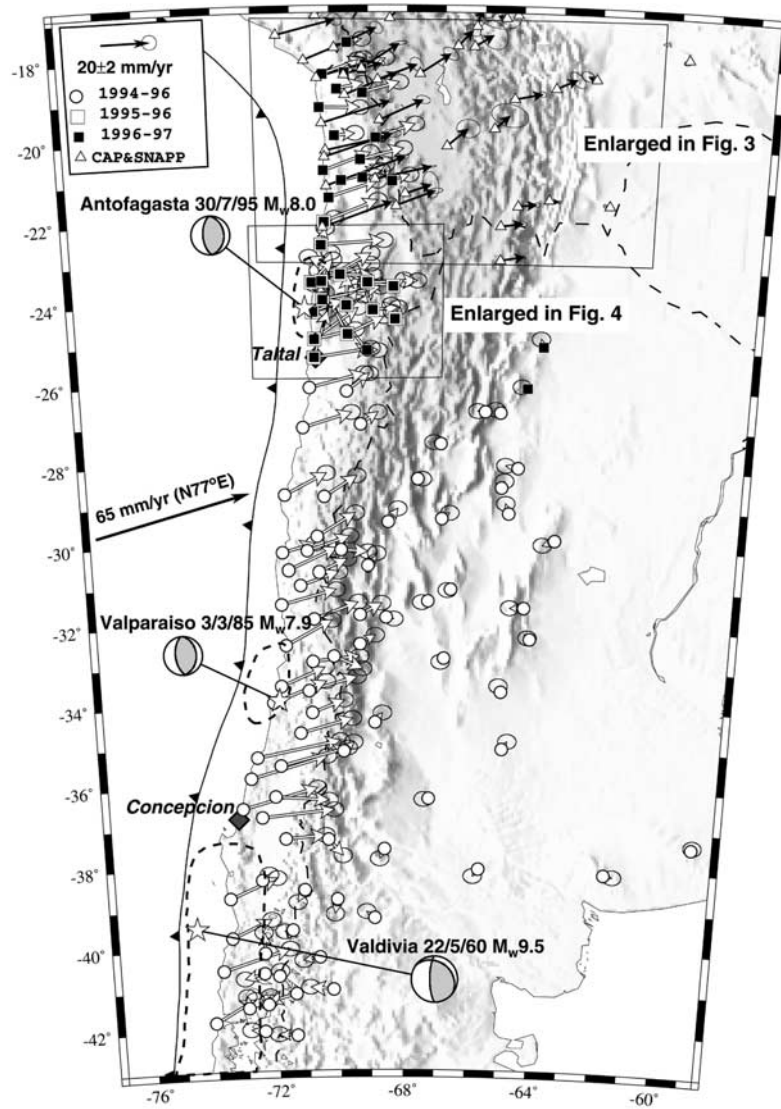 20±2 mm/yr
1994-96
1995-96
1996-97
CAP&SNAPP
Enlarged in Fig. 3
Antofagasta 30/7/95 Mw8.0
Enlarged in Fig. 4
Taltal
65 mm/yr (N77°E)
Valparaiso 3/3/85 Mw7.9
Concepcion
Valdivia 22/5/60 Mw9.5
-18°
-20°
-22°
-24°
-26°
-28°
-30°
-32°
-34°
-36°
-38°
-40°
-42°
-76°
-72°
-68°
-64°
-60°